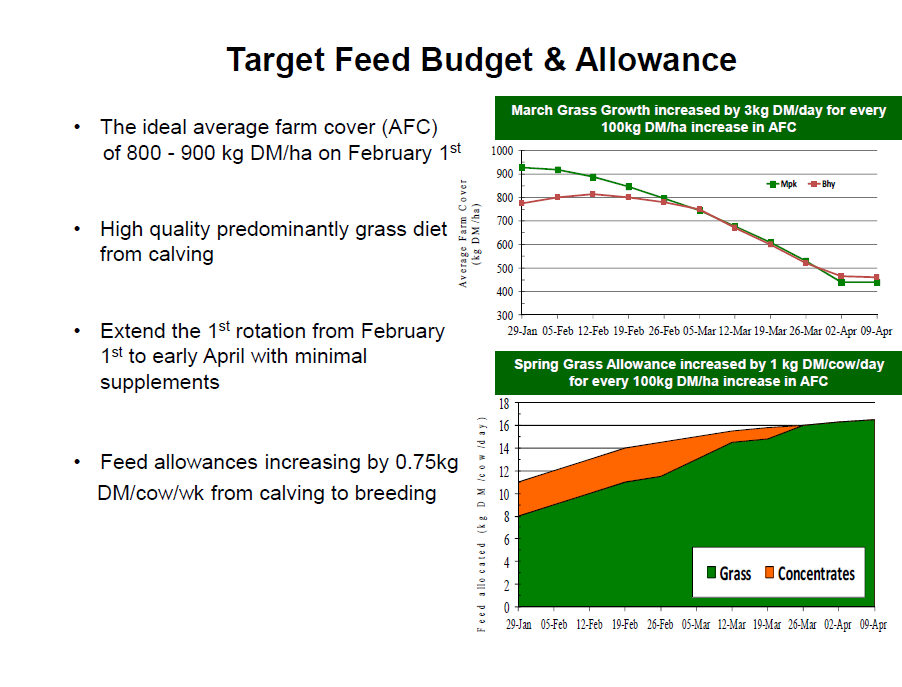 Target Feed Budget & Allowance
• The ideal average farm cover (AFC)
of 800 - 900 kg DM/ha on February 1st
• High quality predominantly grass diet
from calving
• Extend the 1st rotation from February
1st to early April with minimal
supplements
• Feed allowances increasing by 0.75kg
DM/cow/wk from calving to breeding
March Grass Growth increased by 3kg DM/day for every
100kg DM/ha increase in AFC
Average Farm Cover
(kg DM/ha)
1000
900
800
700
600
500
400
300
Mpk Bhy
29-Jan 05-Feb 12-Feb 19-Feb 26-Feb 05-Mar 12-Mar 19-Mar 26-Mar 02-Apr 09-Apr
Spring Grass Allowance increased by 1 kg DM/cow/day
for every 100kg DM/ha increase in AFC
Feed allocated (kg DM/cow/day)
18
16
14
12
10
8
6
4
2
0
Grass Concentrates
29-Jan 05-Feb 12-Feb 19-Feb 26-Feb 05-Mar 12-Mar 19-Mar 26-Mar 02-Apr 09-Apr